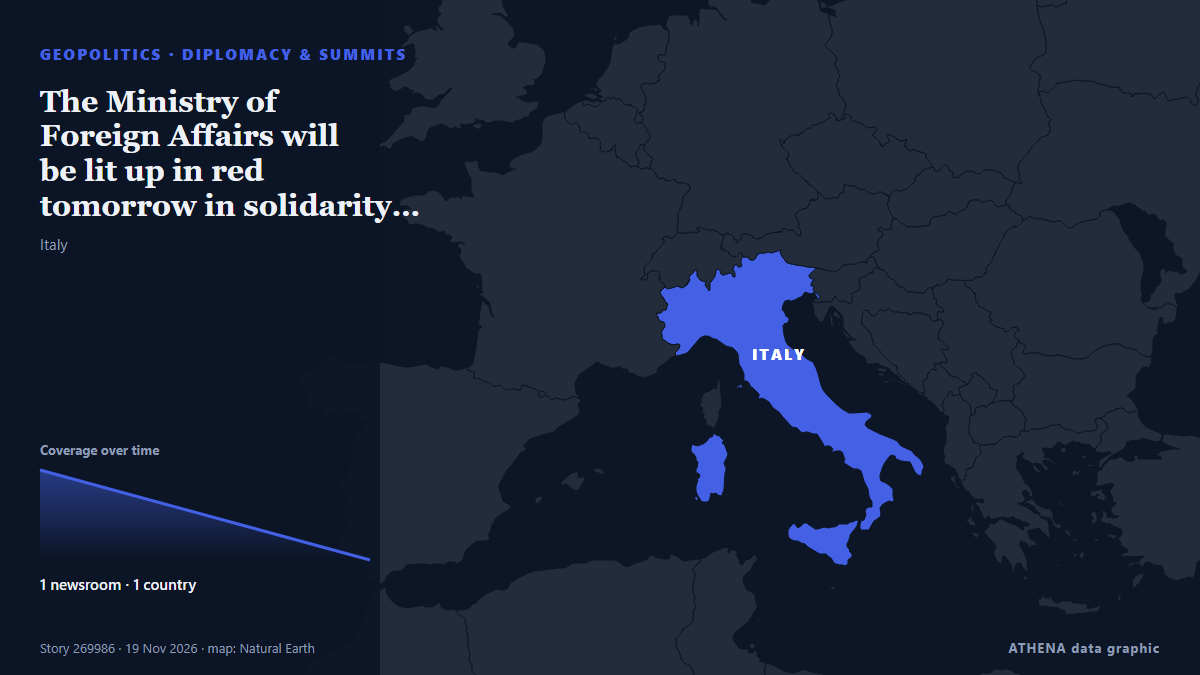 GEOPOLITICS · DIPLOMACY & SUMMITS
The Ministry of
Foreign Affairs will
be lit up in red
tomorrow in solidarity...
Italy
ITALY
Coverage over time
1 newsroom · 1 country
Story 269986 · 19 Nov 2026 · map: Natural Earth
ATHENA data graphic